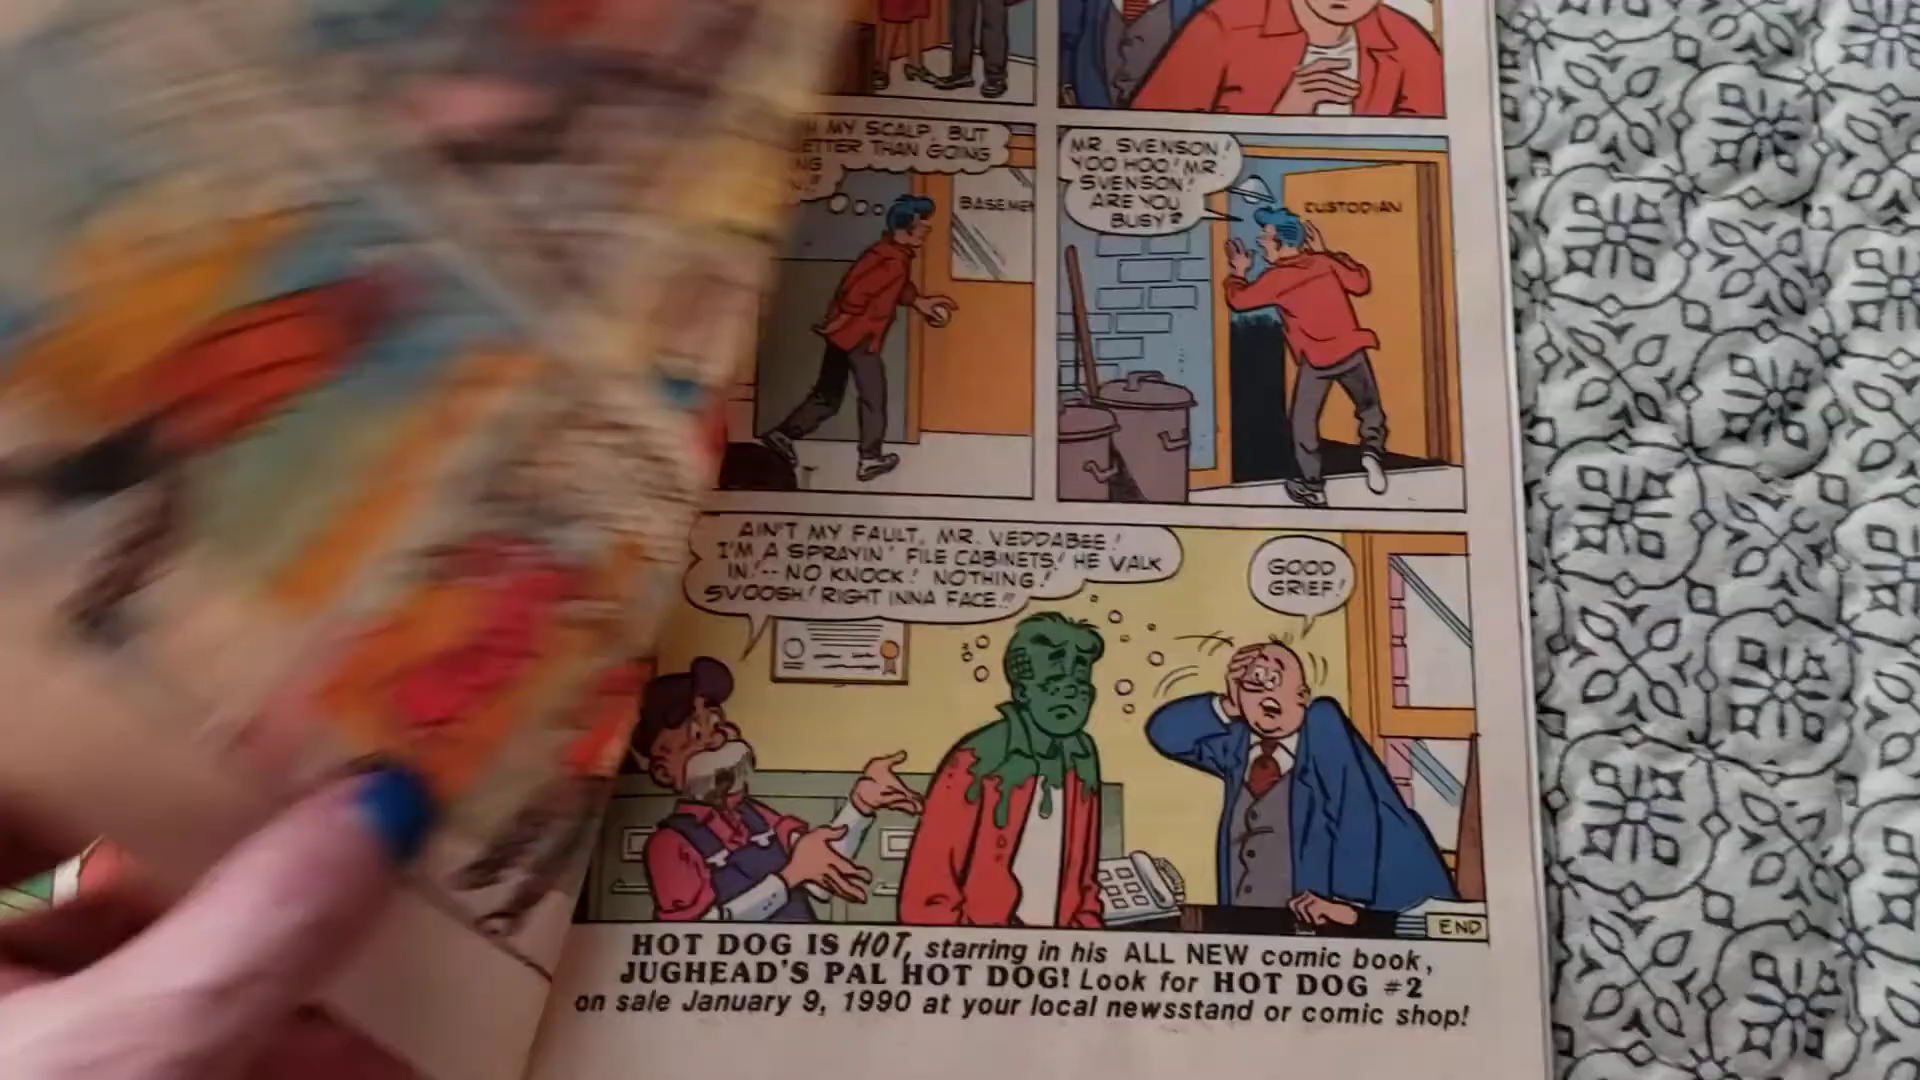 MY SCALP, BUT
THAN GOING
BASEMEN
MR. SVENSON!
YOO HOO! MR.
SVENSON!
ARE YOU
BUSY?
CUSTODIAN
AIN'T MY FAULT, MR. VEDDABEE!
I'M A SPRAYIN' FILE CABINETS! HE VALK
IN!-- NO KNOCK! NOTHING!
SVOOSH! RIGHT INNA FACE!!
GOOD
GRIEF!
END
HOT DOG IS HOT, starring in his ALL NEW comic book,
JUGHEAD'S PAL HOT DOG! Look for HOT DOG #2
on sale January 9, 1990 at your local newsstand or comic shop!